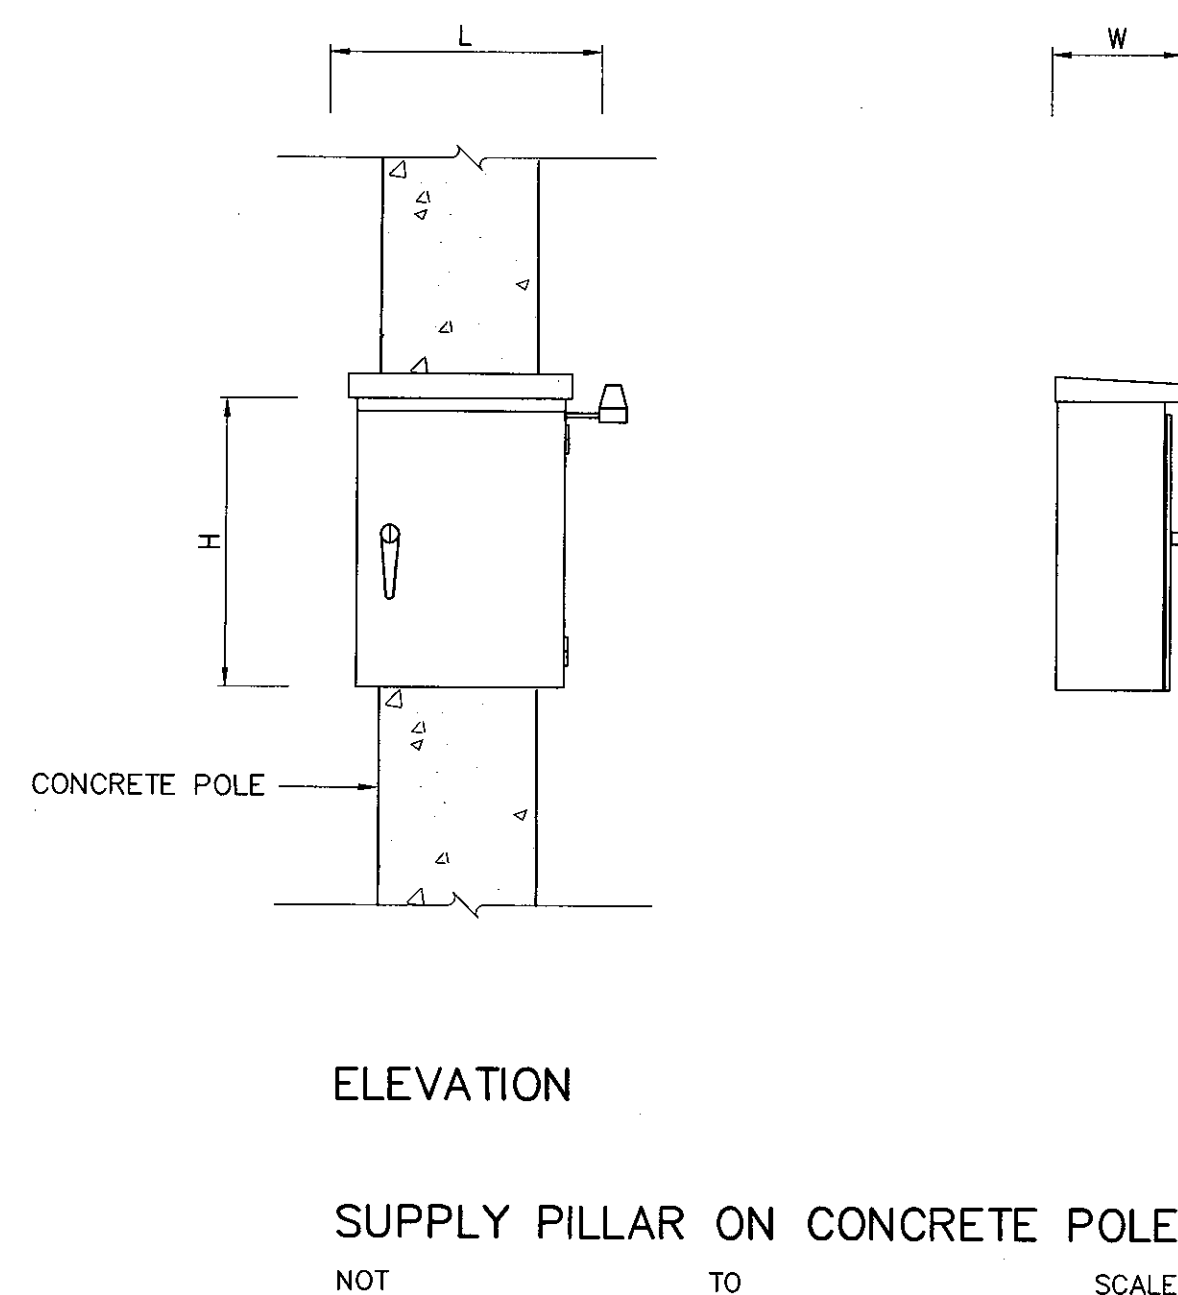 L
W
H
CONCRETE POLE
ELEVATION
SUPPLY PILLAR ON CONCRETE POLE
NOT TO SCALE